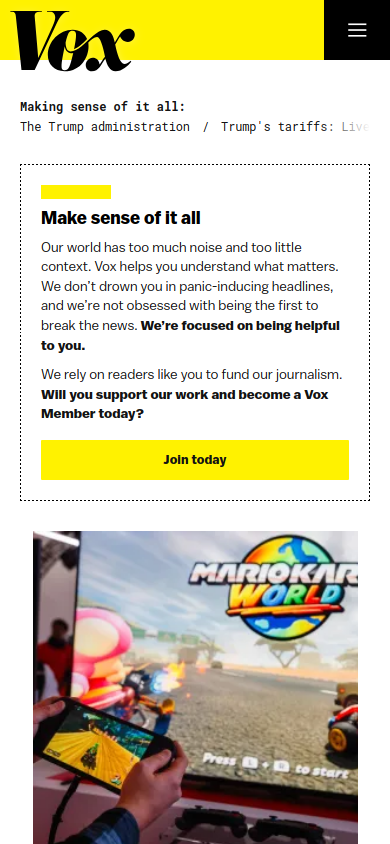 Vox
Making sense of it all:
The Trump administration / Trump's tariffs: Live
Make sense of it all
Our world has too much noise and too little
context. Vox helps you understand what matters.
We don't drown you in panic-inducing headlines,
and we're not obsessed with being the first to
break the news. We're focused on being helpful
to you.
We rely on readers like you to fund our journalism.
Will you support our work and become a Vox
Member today?
Join today
MARIOKAR
WORLD
Press L + R to start